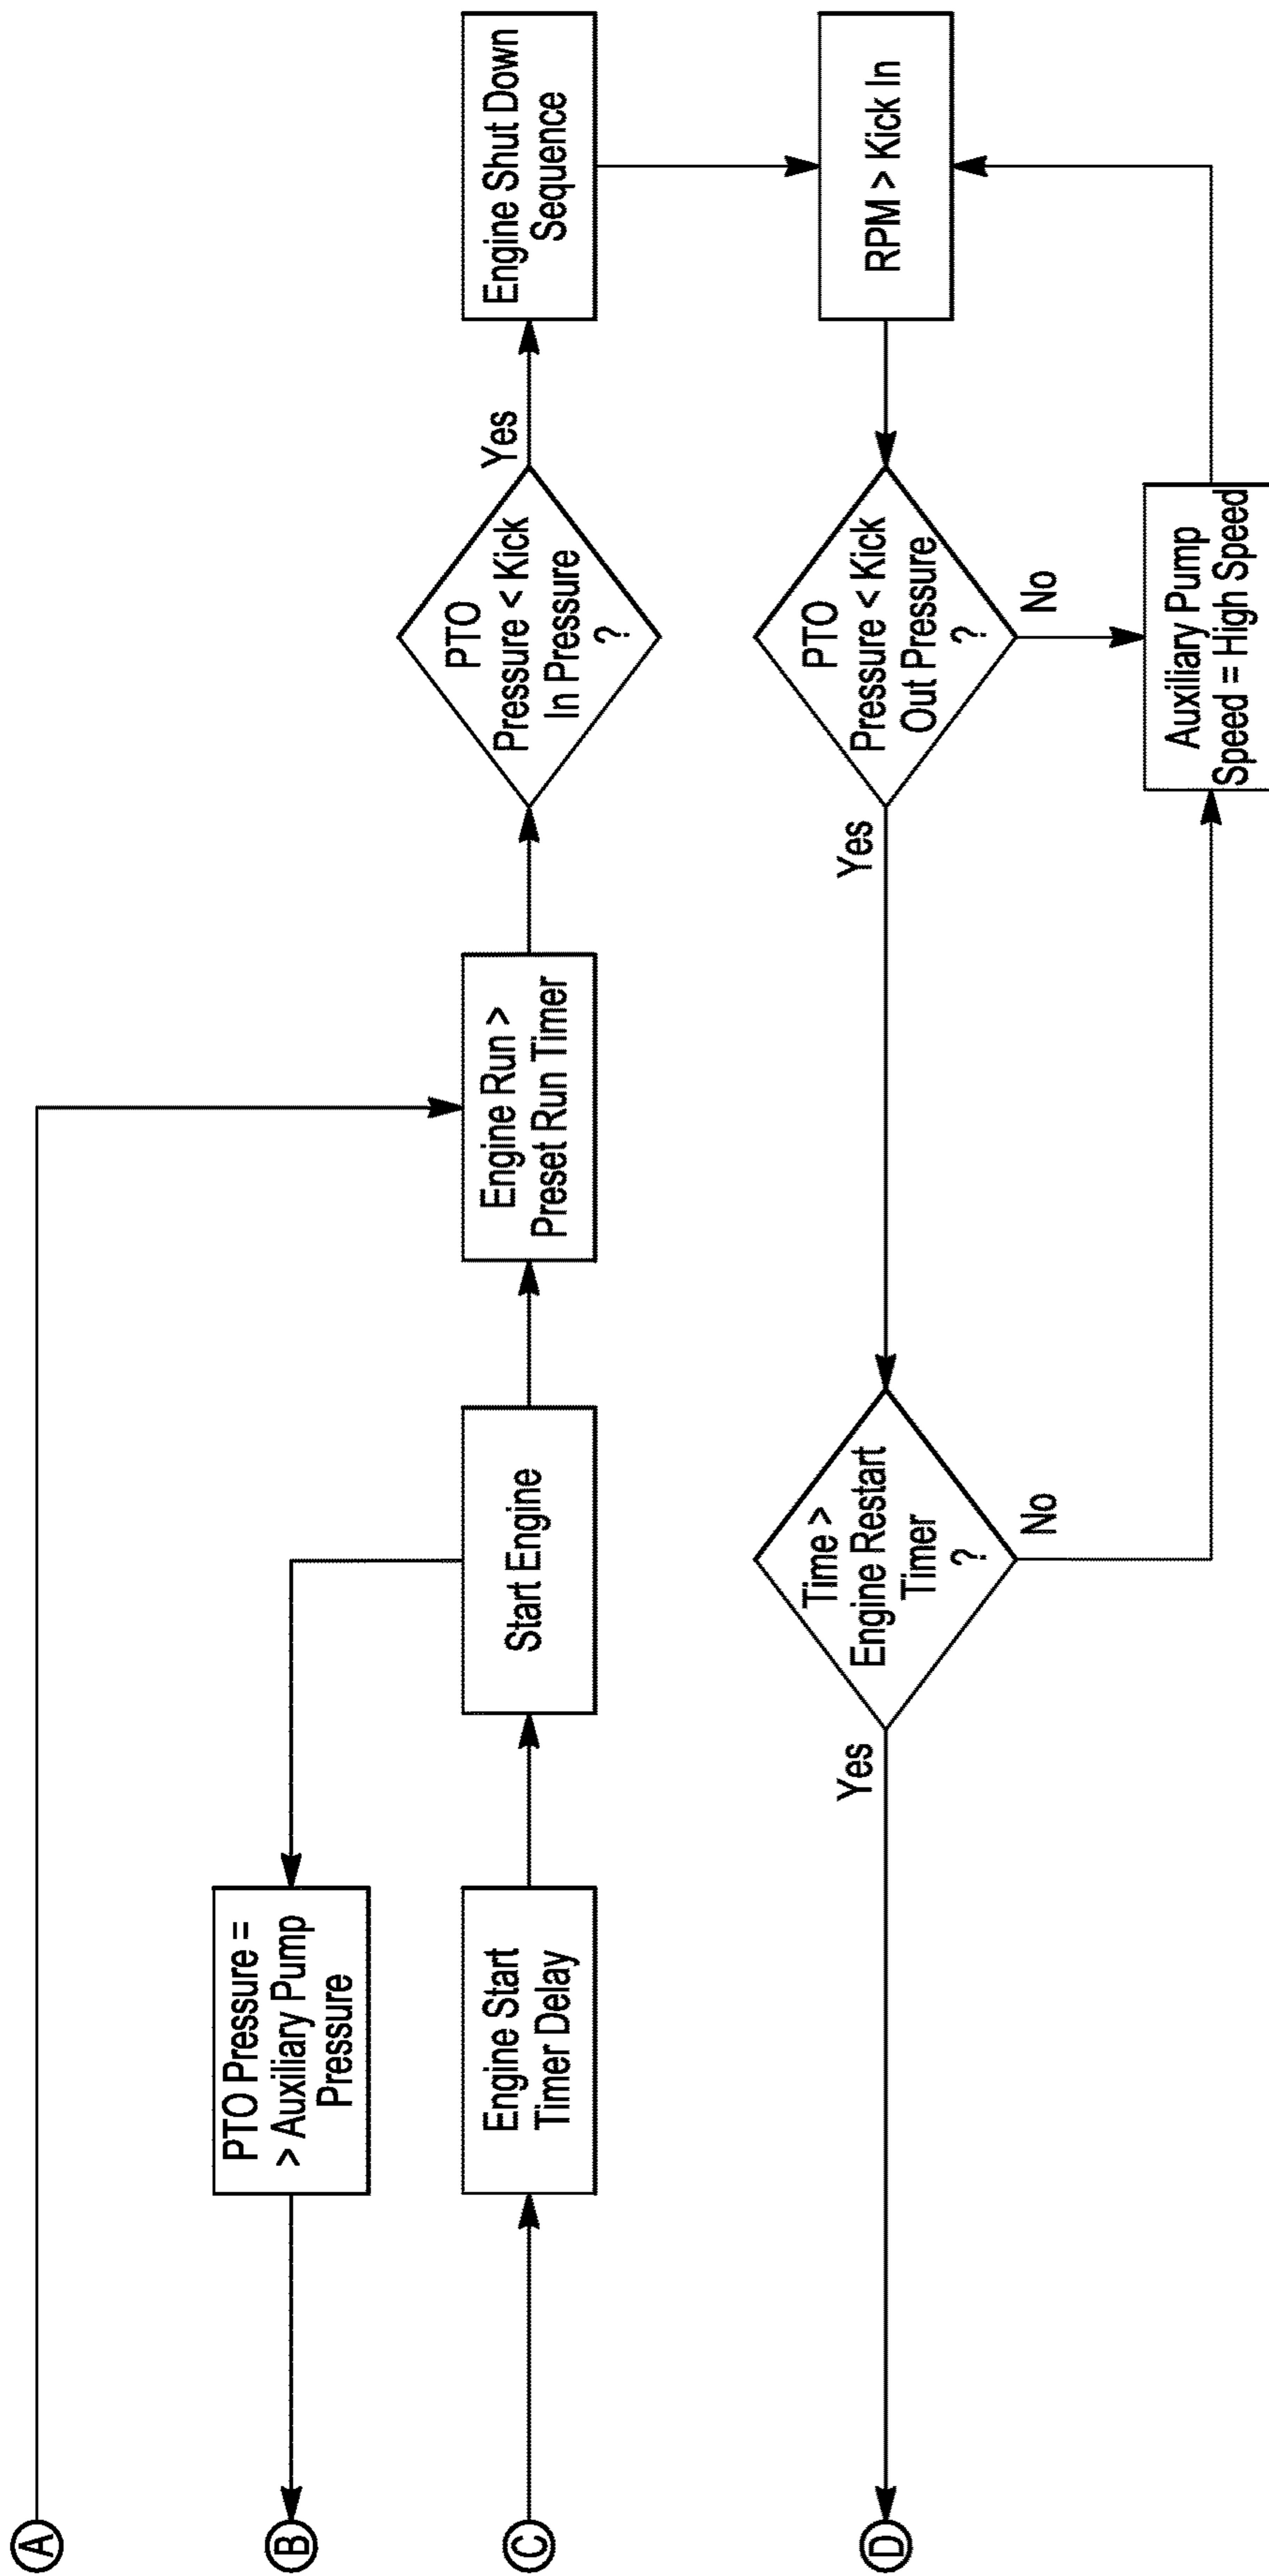 A
B
PTO Pressure =
> Auxiliary Pump
Pressure
C
Engine Start
Timer Delay
Start Engine
Engine Run >
Preset Run Timer
PTO
Pressure < Kick
In Pressure
?
Yes
Engine Shut Down
Sequence
D
Yes
Time >
Engine Restart
Timer
?
No
Yes
PTO
Pressure < Kick
Out Pressure
?
No
RPM > Kick In
Auxiliary Pump
Speed = High Speed